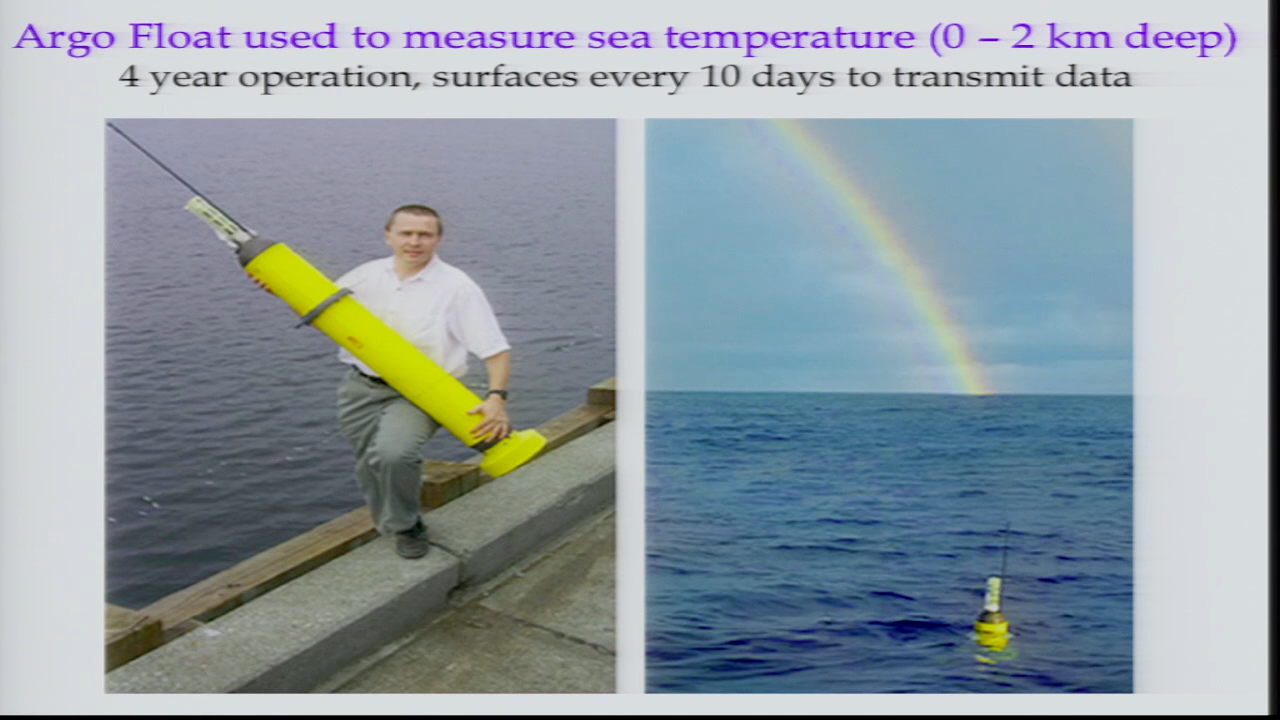 Argo Float used to measure sea temperature (0 – 2 km deep)
4 year operation, surfaces every 10 days to transmit data